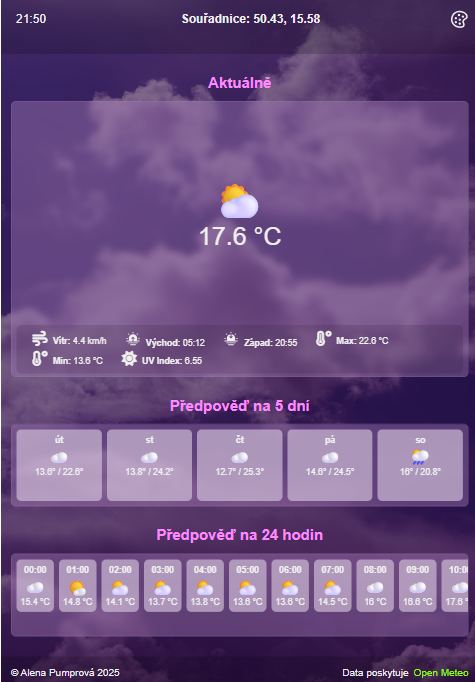 21:50 Souřadnice: 50.43, 15.58
Aktuálně
17.6 °C
Vítr: 4.4 km/h Východ: 05:12 Západ: 20:55 Max: 22.6 °C
Min: 13.6 °C UV Index: 6.55
Předpověď na 5 dní
út st čt pá so
13.6° / 22.6° 13.8° / 24.2° 12.7° / 25.3° 14.6° / 24.5° 16° / 20.8°
Předpověď na 24 hodin
00:00 01:00 02:00 03:00 04:00 05:00 06:00 07:00 08:00 09:00 10:00
15.4 °C 14.8 °C 14.1 °C 13.7 °C 13.8 °C 13.6 °C 13.6 °C 14.5 °C 16 °C 16.6 °C 17.6 °C
© Alena Pumprová 2025 Data poskytuje Open Meteo